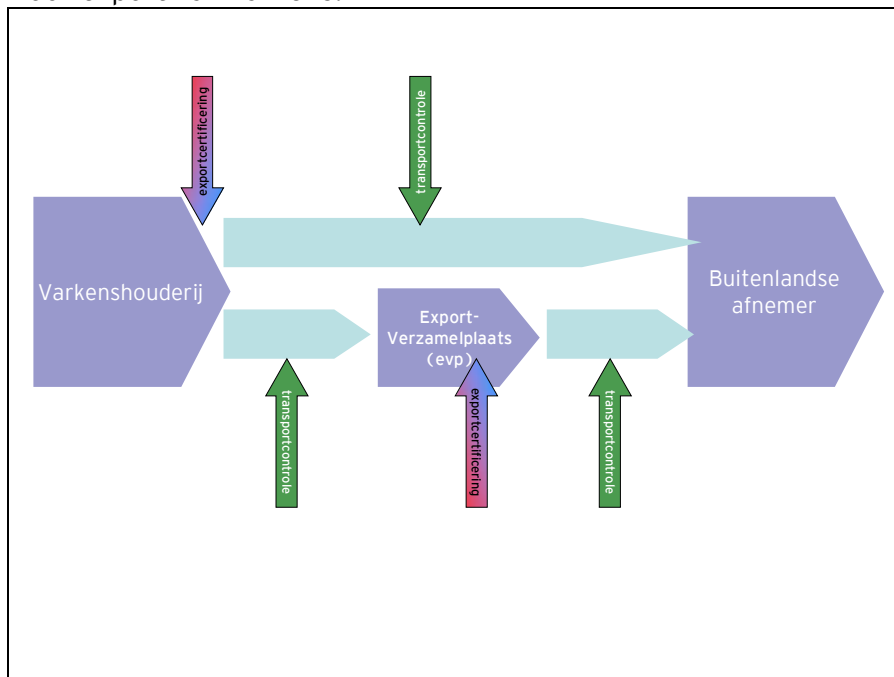 exportcertificering
transportcontrole
Varkenshouderij
Buitenlandse
afnemer
Export-
Verzamelplaats
(evp)
transportcontrole
exportcertificering
transportcontrole